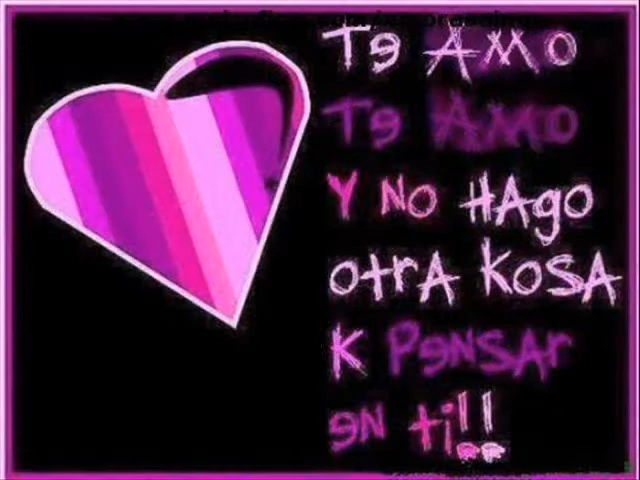 Te AMO
Te AMO
Y NO HAgO
otrA KOSA
K PeNSAr
eN ti!!